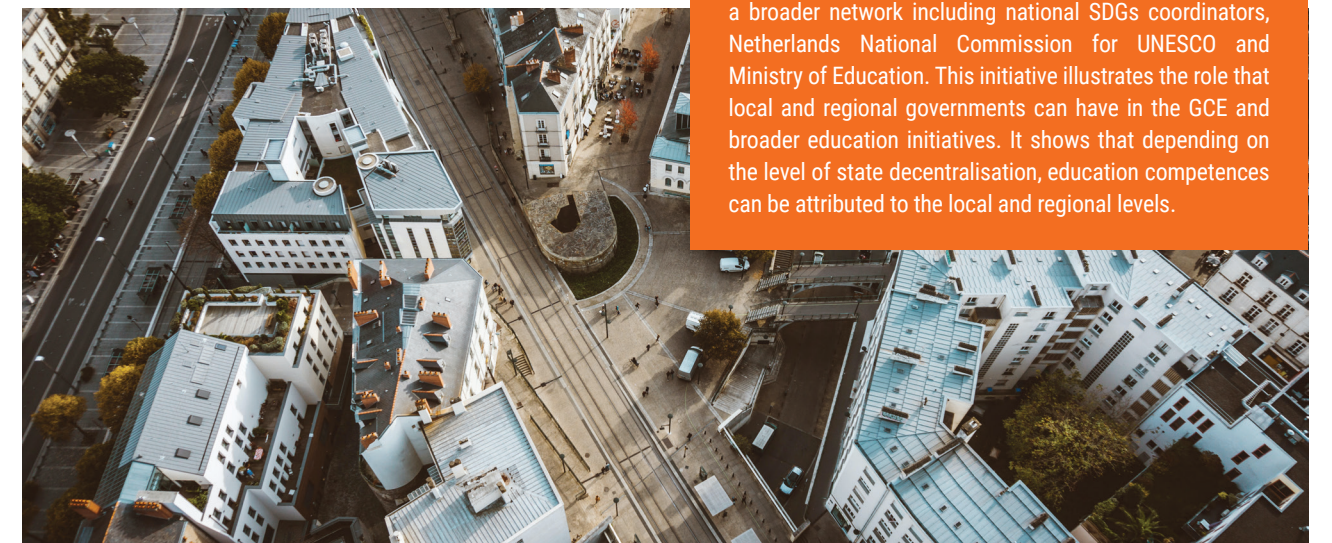 a broader network including national SDGs coordinators,
Netherlands National Commission for UNESCO and
Ministry of Education. This initiative illustrates the role that
local and regional governments can have in the GCE and
broader education initiatives. It shows that depending on
the level of state decentralisation, education competences
can be attributed to the local and regional levels.